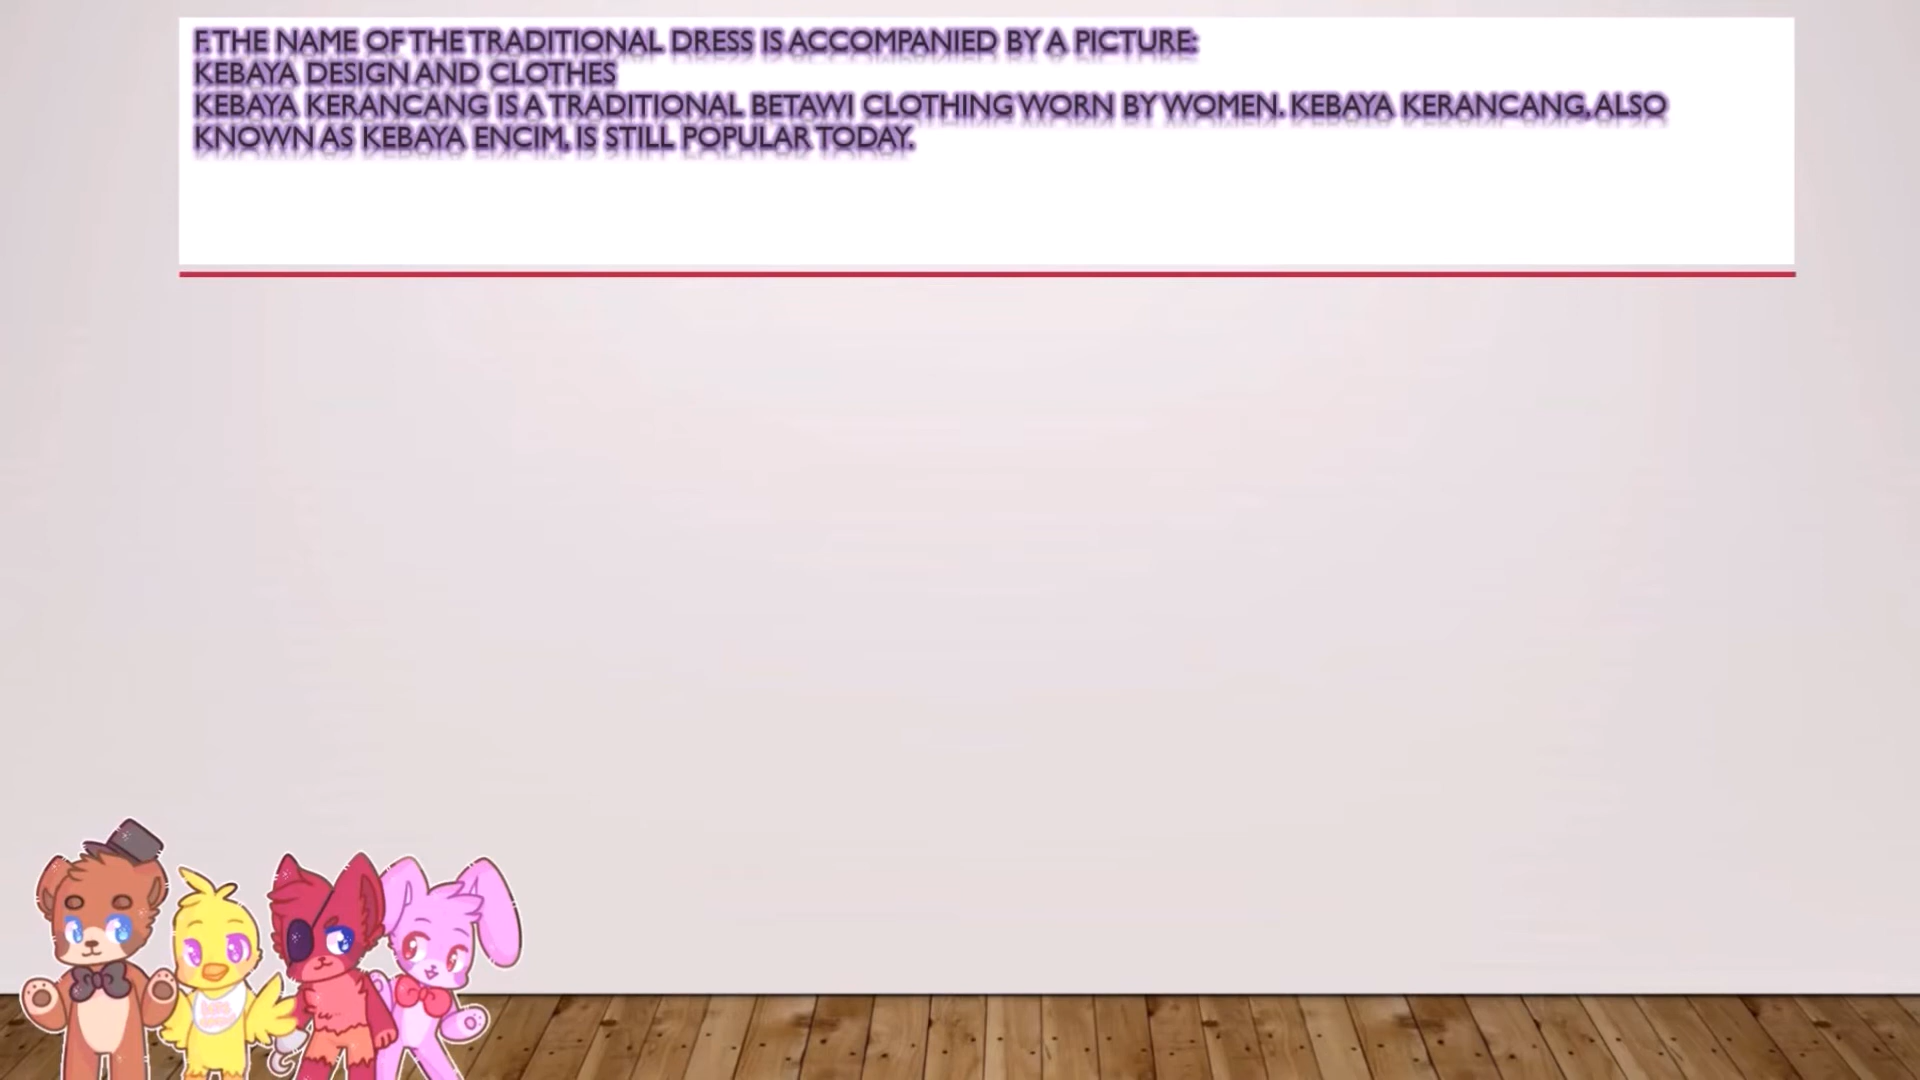 F.THE NAME OF THE TRADITIONAL DRESS IS ACCOMPANIED BY A PICTURE:
KEBAYA DESIGN AND CLOTHES
KEBAYA KERANCANG IS A TRADITIONAL BETAWI CLOTHING WORN BY WOMEN. KEBAYA KERANCANG, ALSO
KNOWN AS KEBAYA ENCIM, IS STILL POPULAR TODAY.